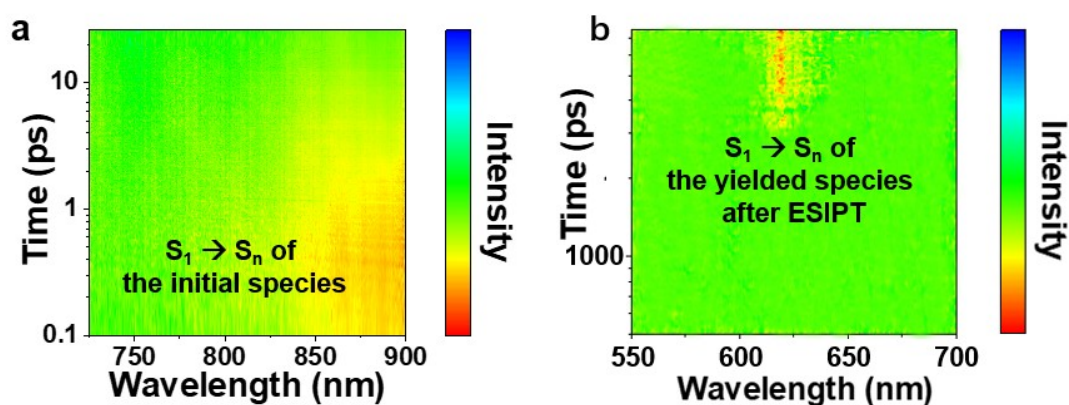 a
10
1
0.1
Time (ps)
S₁ → Sₙ of
the initial species
750 800 850 900
Wavelength (nm)
Intensity
b
1000
Time (ps)
S₁ → Sₙ of
the yielded species
after ESIPT
550 600 650 700
Wavelength (nm)
Intensity